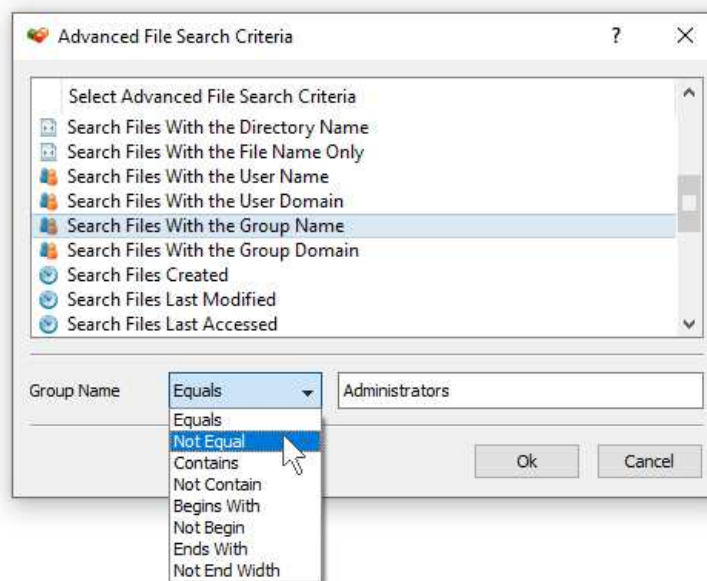 Advanced File Search Criteria
?
Select Advanced File Search Criteria
Search Files With the Directory Name
Search Files With the File Name Only
Search Files With the User Name
Search Files With the User Domain
Search Files With the Group Name
Search Files With the Group Domain
Search Files Created
Search Files Last Modified
Search Files Last Accessed
Group Name Equals Administrators
Equals
Not Equal
Contains
Not Contain
Begins With
Not Begin
Ends With
Not End Width
Ok Cancel